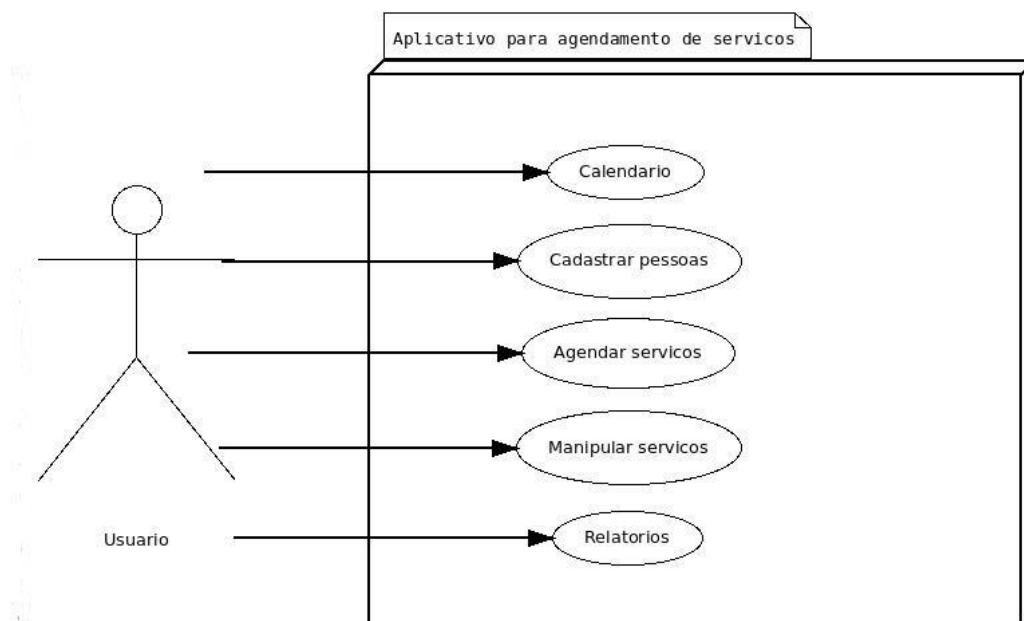 Aplicativo para agendamento de servicos
Calendario
Cadastrar pessoas
Agendar servicos
Manipular servicos
Relatorios
Usuario